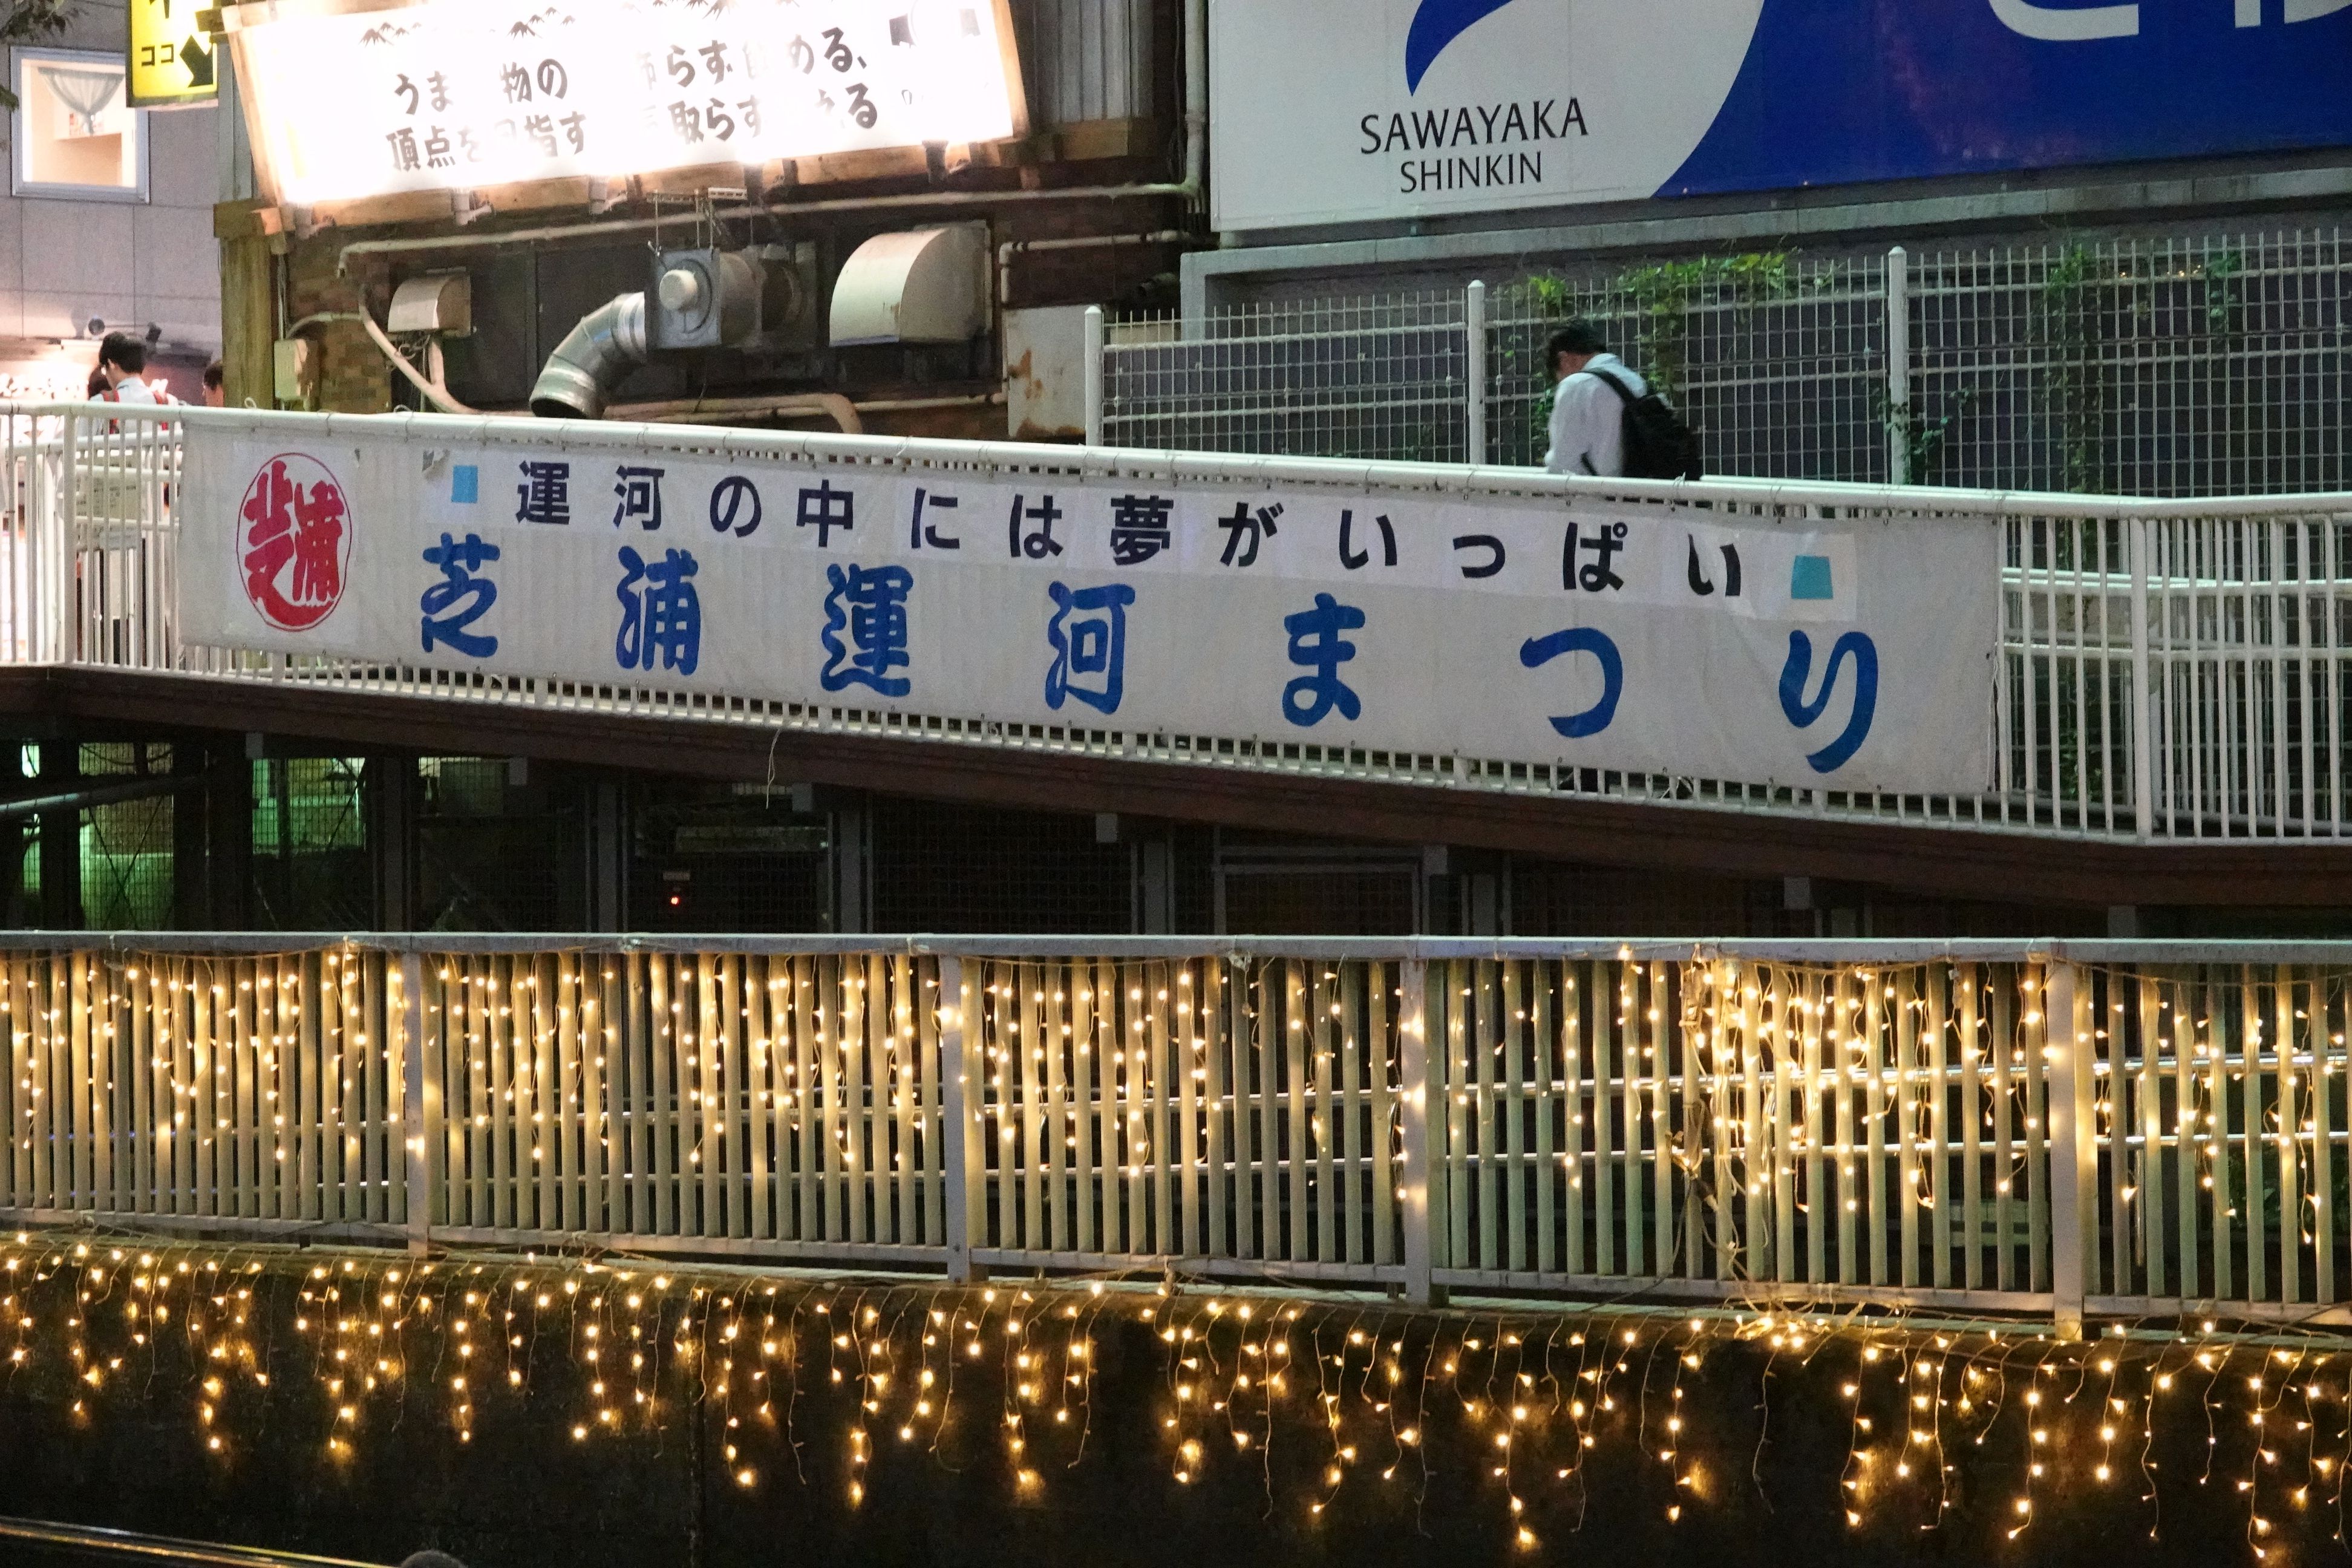 ココ
うま 物の
頂点を目指す
らず
める、
取らず
える
SAWAYAKA
SHINKIN
芝浦
運河の中には夢がいっぱい
芝浦運河まつり